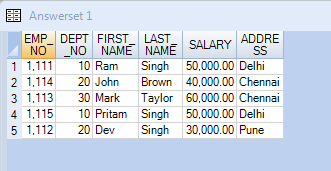 Answerset 1
EMP_NO DEPT_NO FIRST_NAME LAST_NAME SALARY ADDRESS
1 1,111 10 Ram Singh 50,000.00 Delhi
2 1,114 20 John Brown 40,000.00 Chennai
3 1,113 30 Mark Taylor 60,000.00 Chennai
4 1,115 10 Pritam Singh 50,000.00 Delhi
5 1,112 20 Dev Singh 30,000.00 Pune